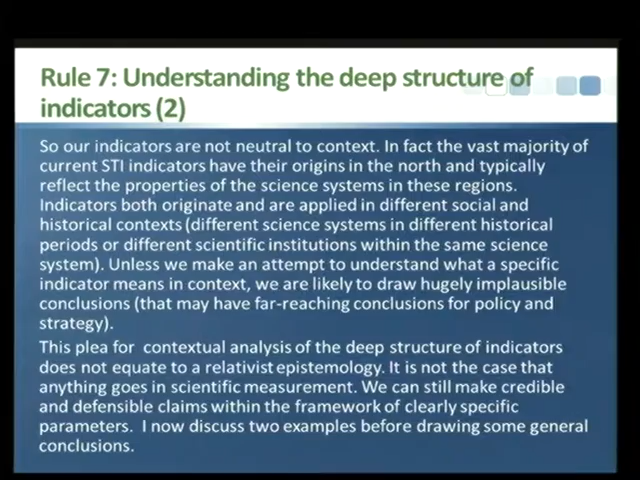 Rule 7: Understanding the deep structure of
indicators (2)
So our indicators are not neutral to context. In fact the vast majority of
current STI indicators have their origins in the north and typically
reflect the properties of the science systems in these regions.
Indicators both originate and are applied in different social and
historical contexts (different science systems in different historical
periods or different scientific institutions within the same science
system). Unless we make an attempt to understand what a specific
indicator means in context, we are likely to draw hugely implausible
conclusions (that may have far-reaching conclusions for policy and
strategy).
This plea for contextual analysis of the deep structure of indicators
does not equate to a relativist epistemology. It is not the case that
anything goes in scientific measurement. We can still make credible
and defensible claims within the framework of clearly specific
parameters. I now discuss two examples before drawing some general
conclusions.